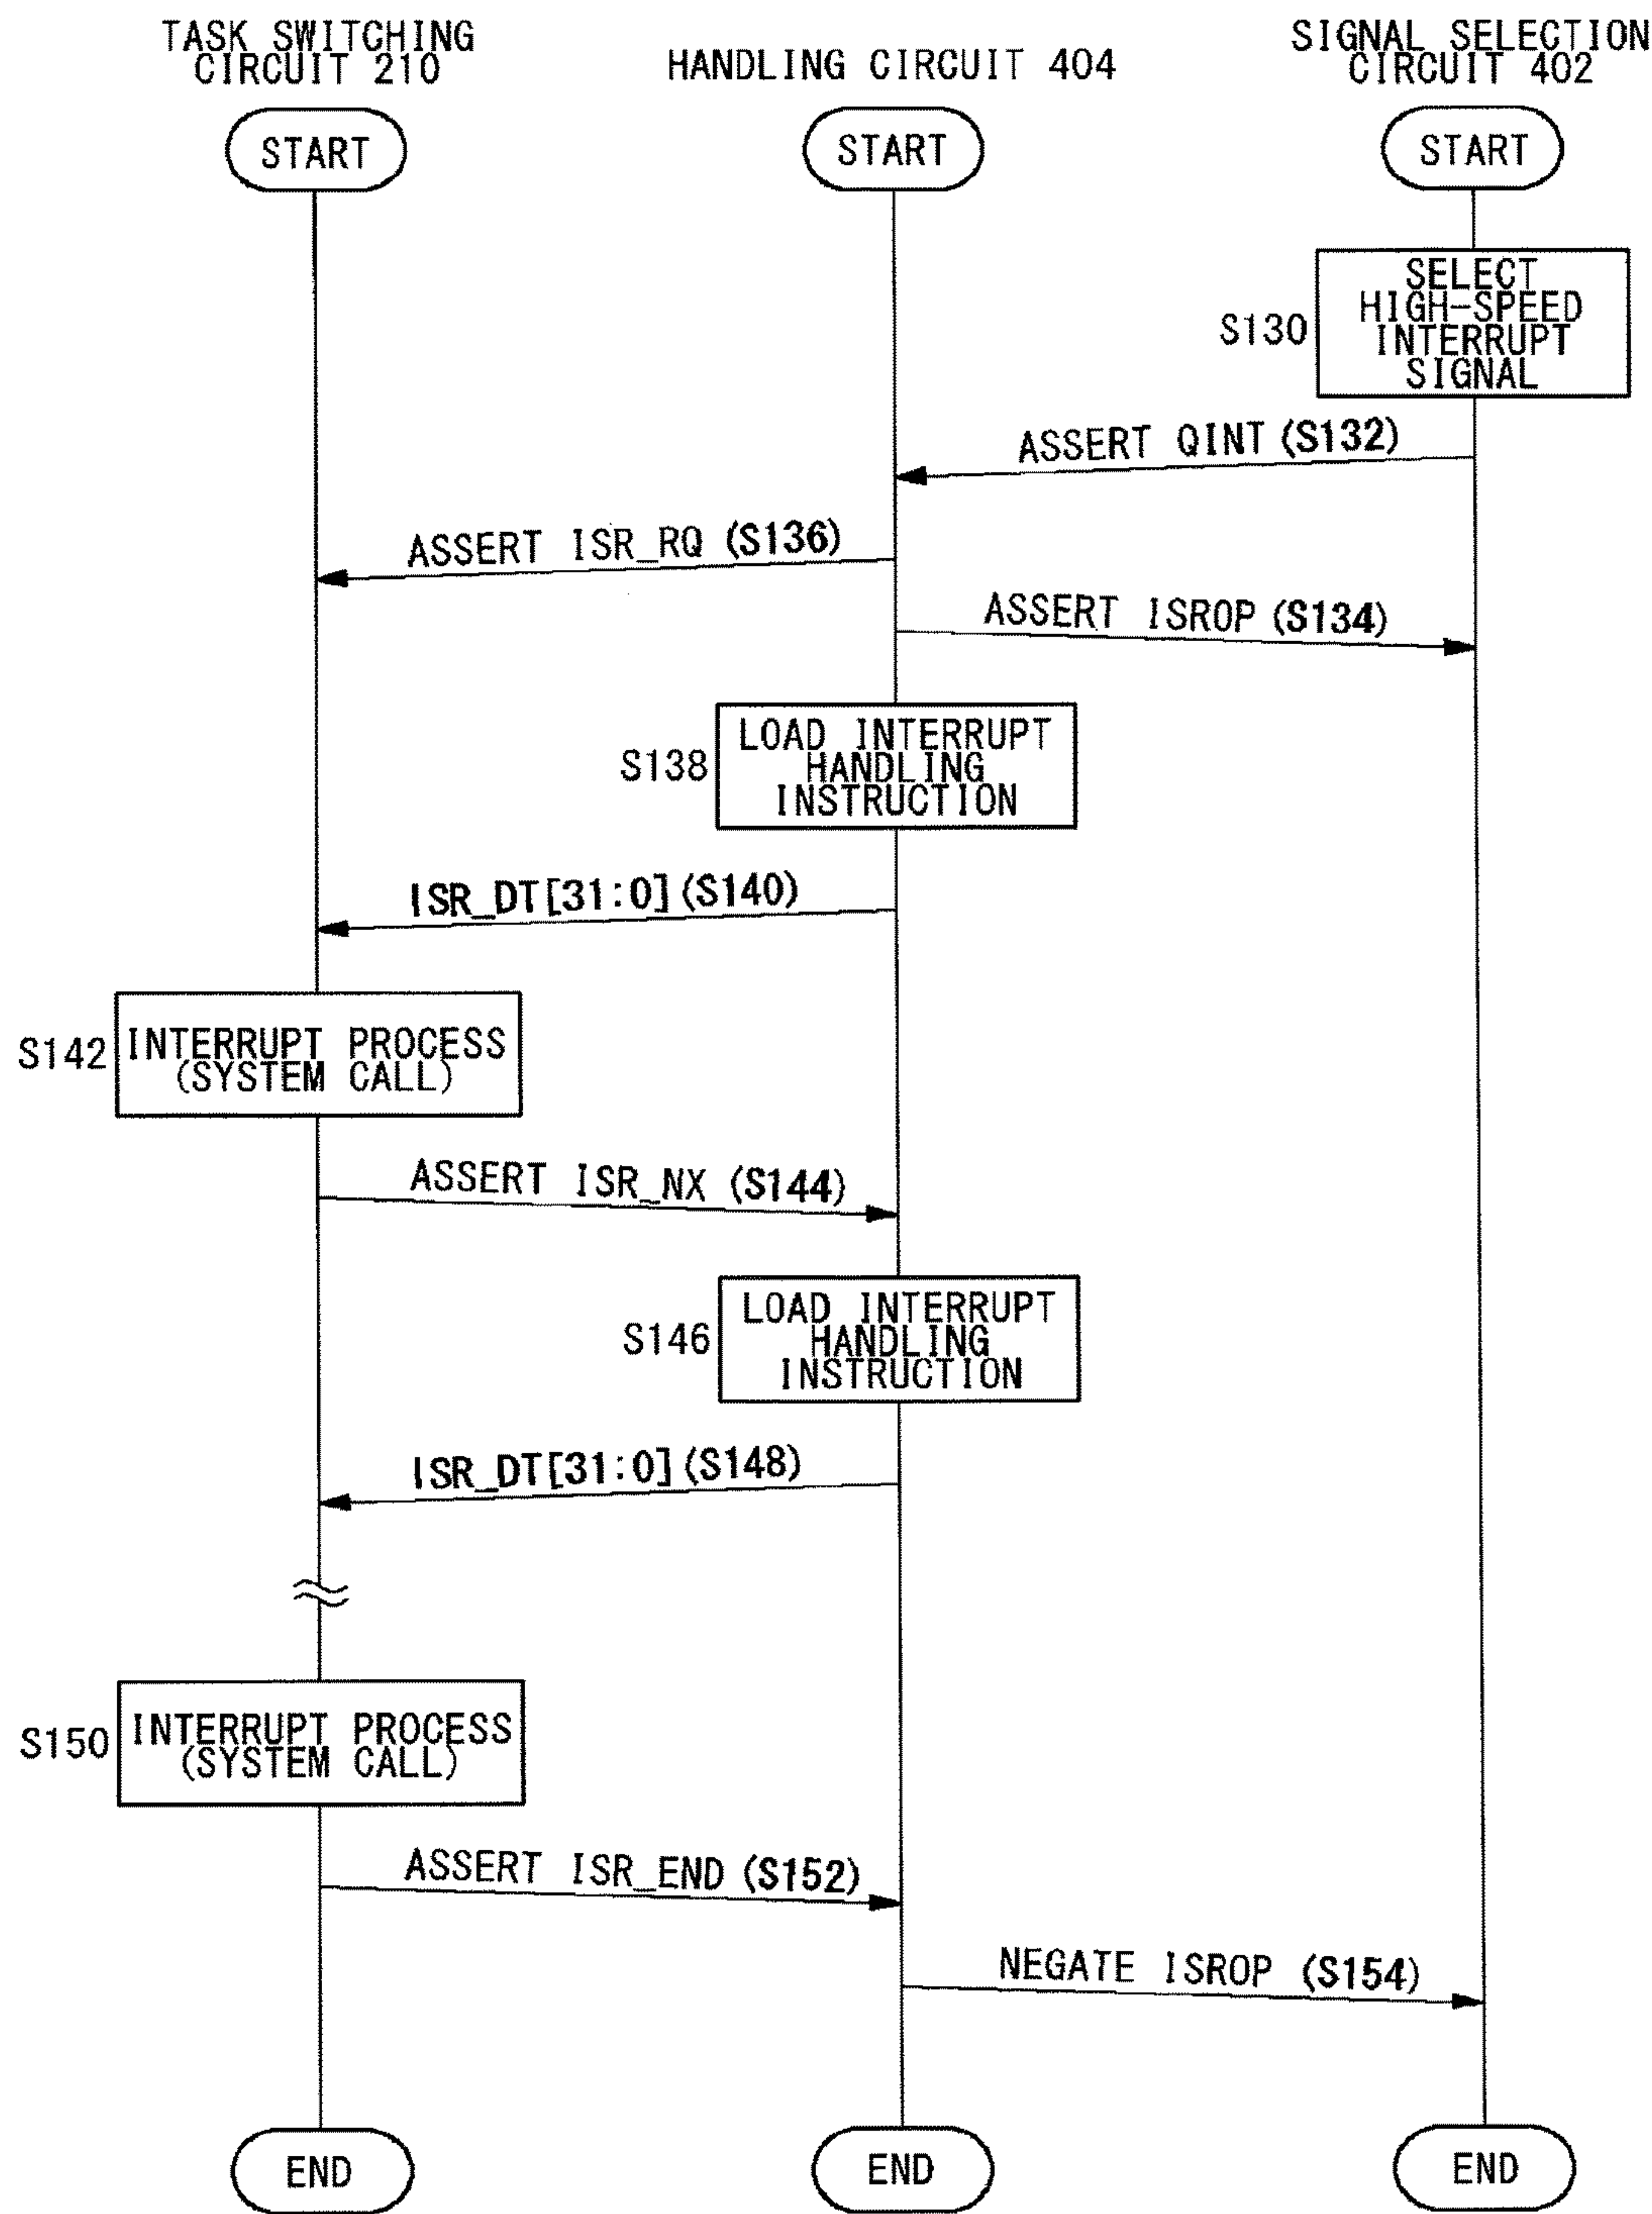 TASK SWITCHING
CIRCUIT 210
HANDLING CIRCUIT 404
SIGNAL SELECTION
CIRCUIT 402
START
START
START
S130
SELECT
HIGH-SPEED
INTERRUPT
SIGNAL
ASSERT QINT (S132)
ASSERT ISR_RQ (S136)
ASSERT ISROP (S134)
S138
LOAD INTERRUPT
HANDLING
INSTRUCTION
ISR_DT[31:0] (S140)
S142
INTERRUPT PROCESS
(SYSTEM CALL)
ASSERT ISR_NX (S144)
S146
LOAD INTERRUPT
HANDLING
INSTRUCTION
ISR_DT[31:0] (S148)
S150
INTERRUPT PROCESS
(SYSTEM CALL)
ASSERT ISR_END (S152)
NEGATE ISROP (S154)
END
END
END